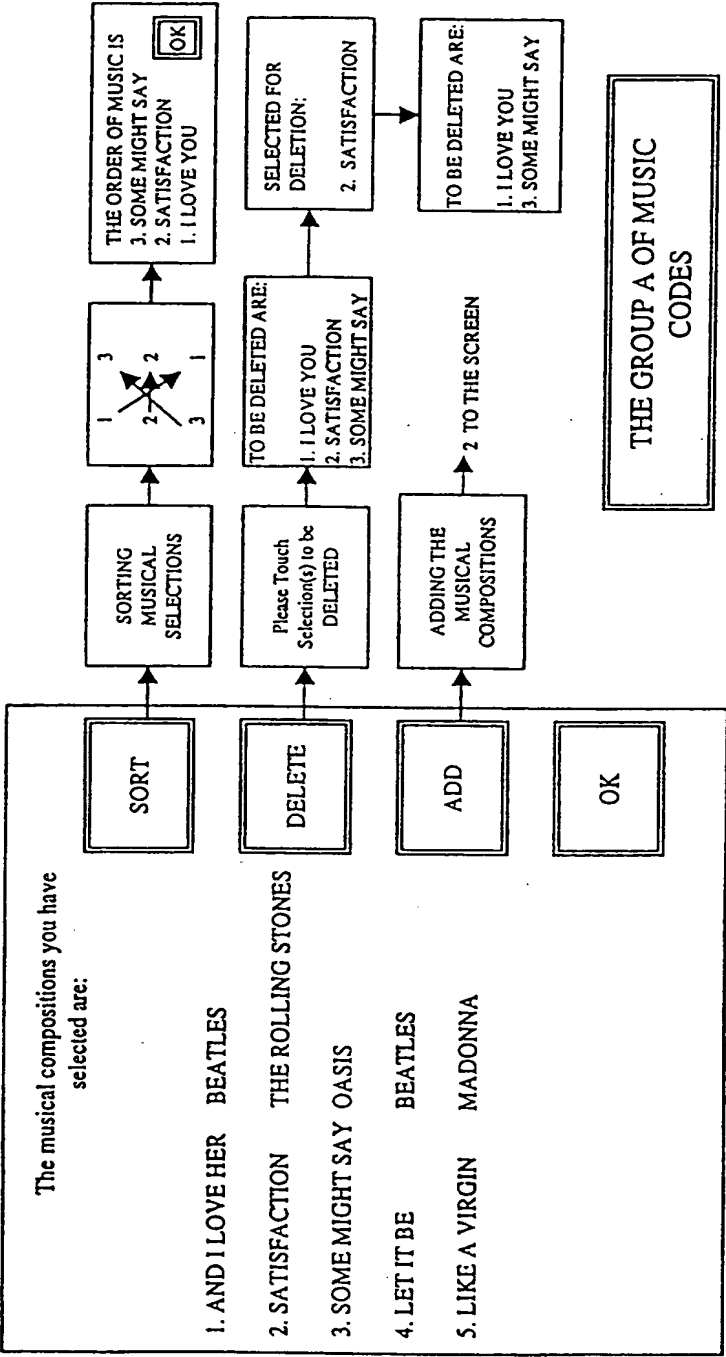 The musical compositions you have
selected are:
1. AND I LOVE HER BEATLES
2. SATISFACTION THE ROLLING STONES
3. SOME MIGHT SAY OASIS
4. LET IT BE BEATLES
5. LIKE A VIRGIN MADONNA
SORT
DELETE
ADD
OK
SORTING
MUSICAL
SELECTIONS
1 3
2 2
3 1
THE ORDER OF MUSIC IS
3. SOME MIGHT SAY
2. SATISFACTION
1. I LOVE YOU
OK
Please Touch
Selection(s) to be
DELETED
TO BE DELETED ARE:
1. I LOVE YOU
2. SATISFACTION
3. SOME MIGHT SAY
SELECTED FOR
DELETION:
2. SATISFACTION
TO BE DELETED ARE:
1. I LOVE YOU
3. SOME MIGHT SAY
ADDING THE
MUSICAL
COMPOSITIONS
2 TO THE SCREEN
THE GROUP A OF MUSIC
CODES